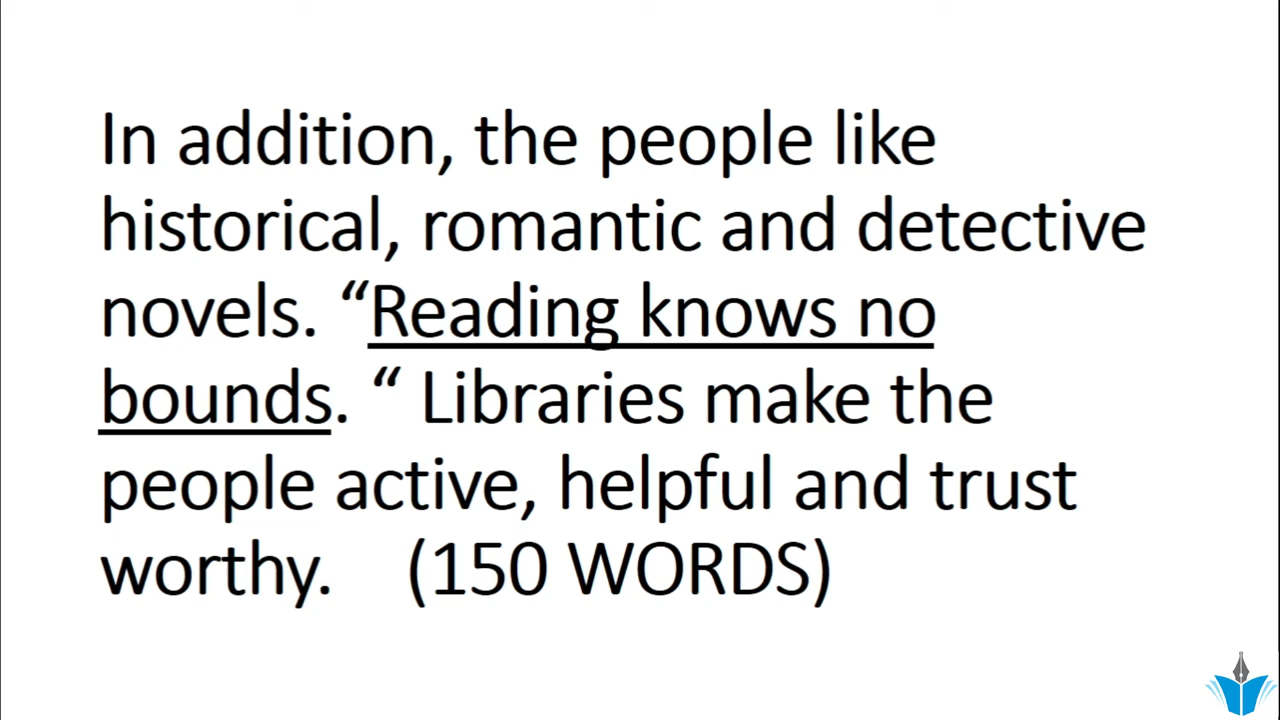 In addition, the people like
historical, romantic and detective
novels. “Reading knows no
bounds. “ Libraries make the
people active, helpful and trust
worthy. (150 WORDS)